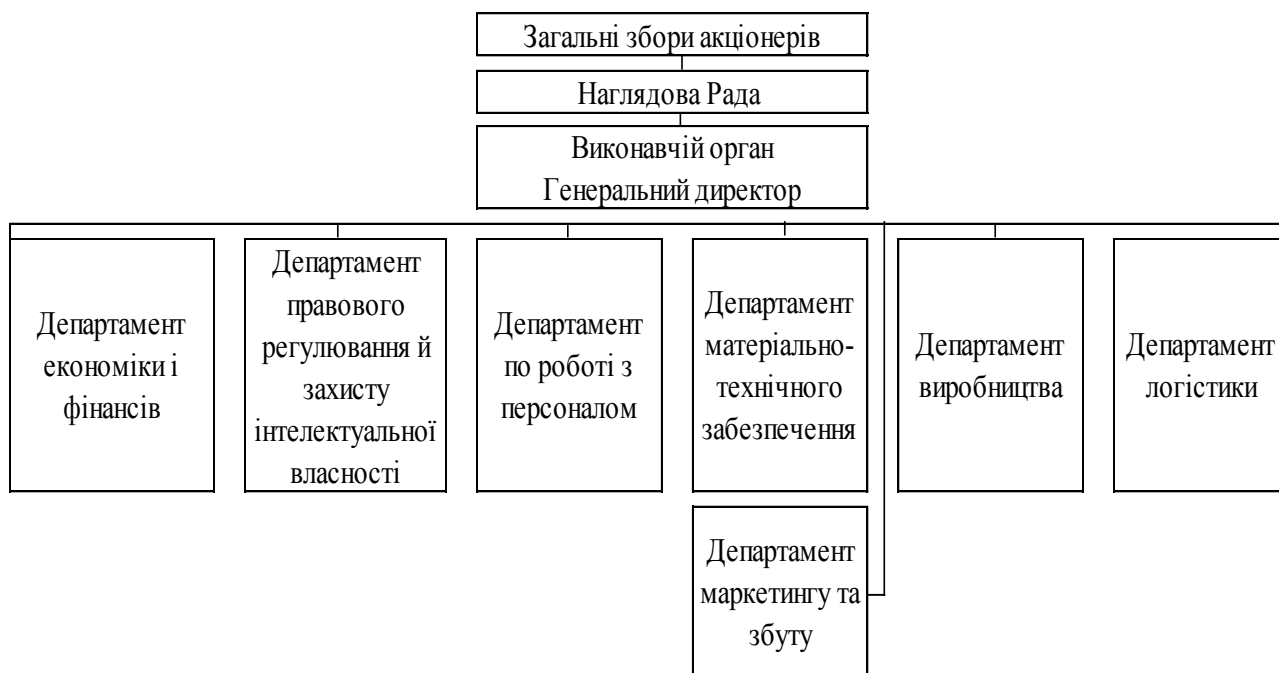 Загальні збори акціонерів
Наглядова Рада
Виконавчій орган
Генеральний директор
Департамент
економіки і
фінансів
Департамент
правового
регулювання й
захисту
інтелектуальної
власності
Департамент
по роботі з
персоналом
Департамент
матеріально-
технічного
забезпечення
Департамент
виробництва
Департамент
логістики
Департамент
маркетингу та
збуту